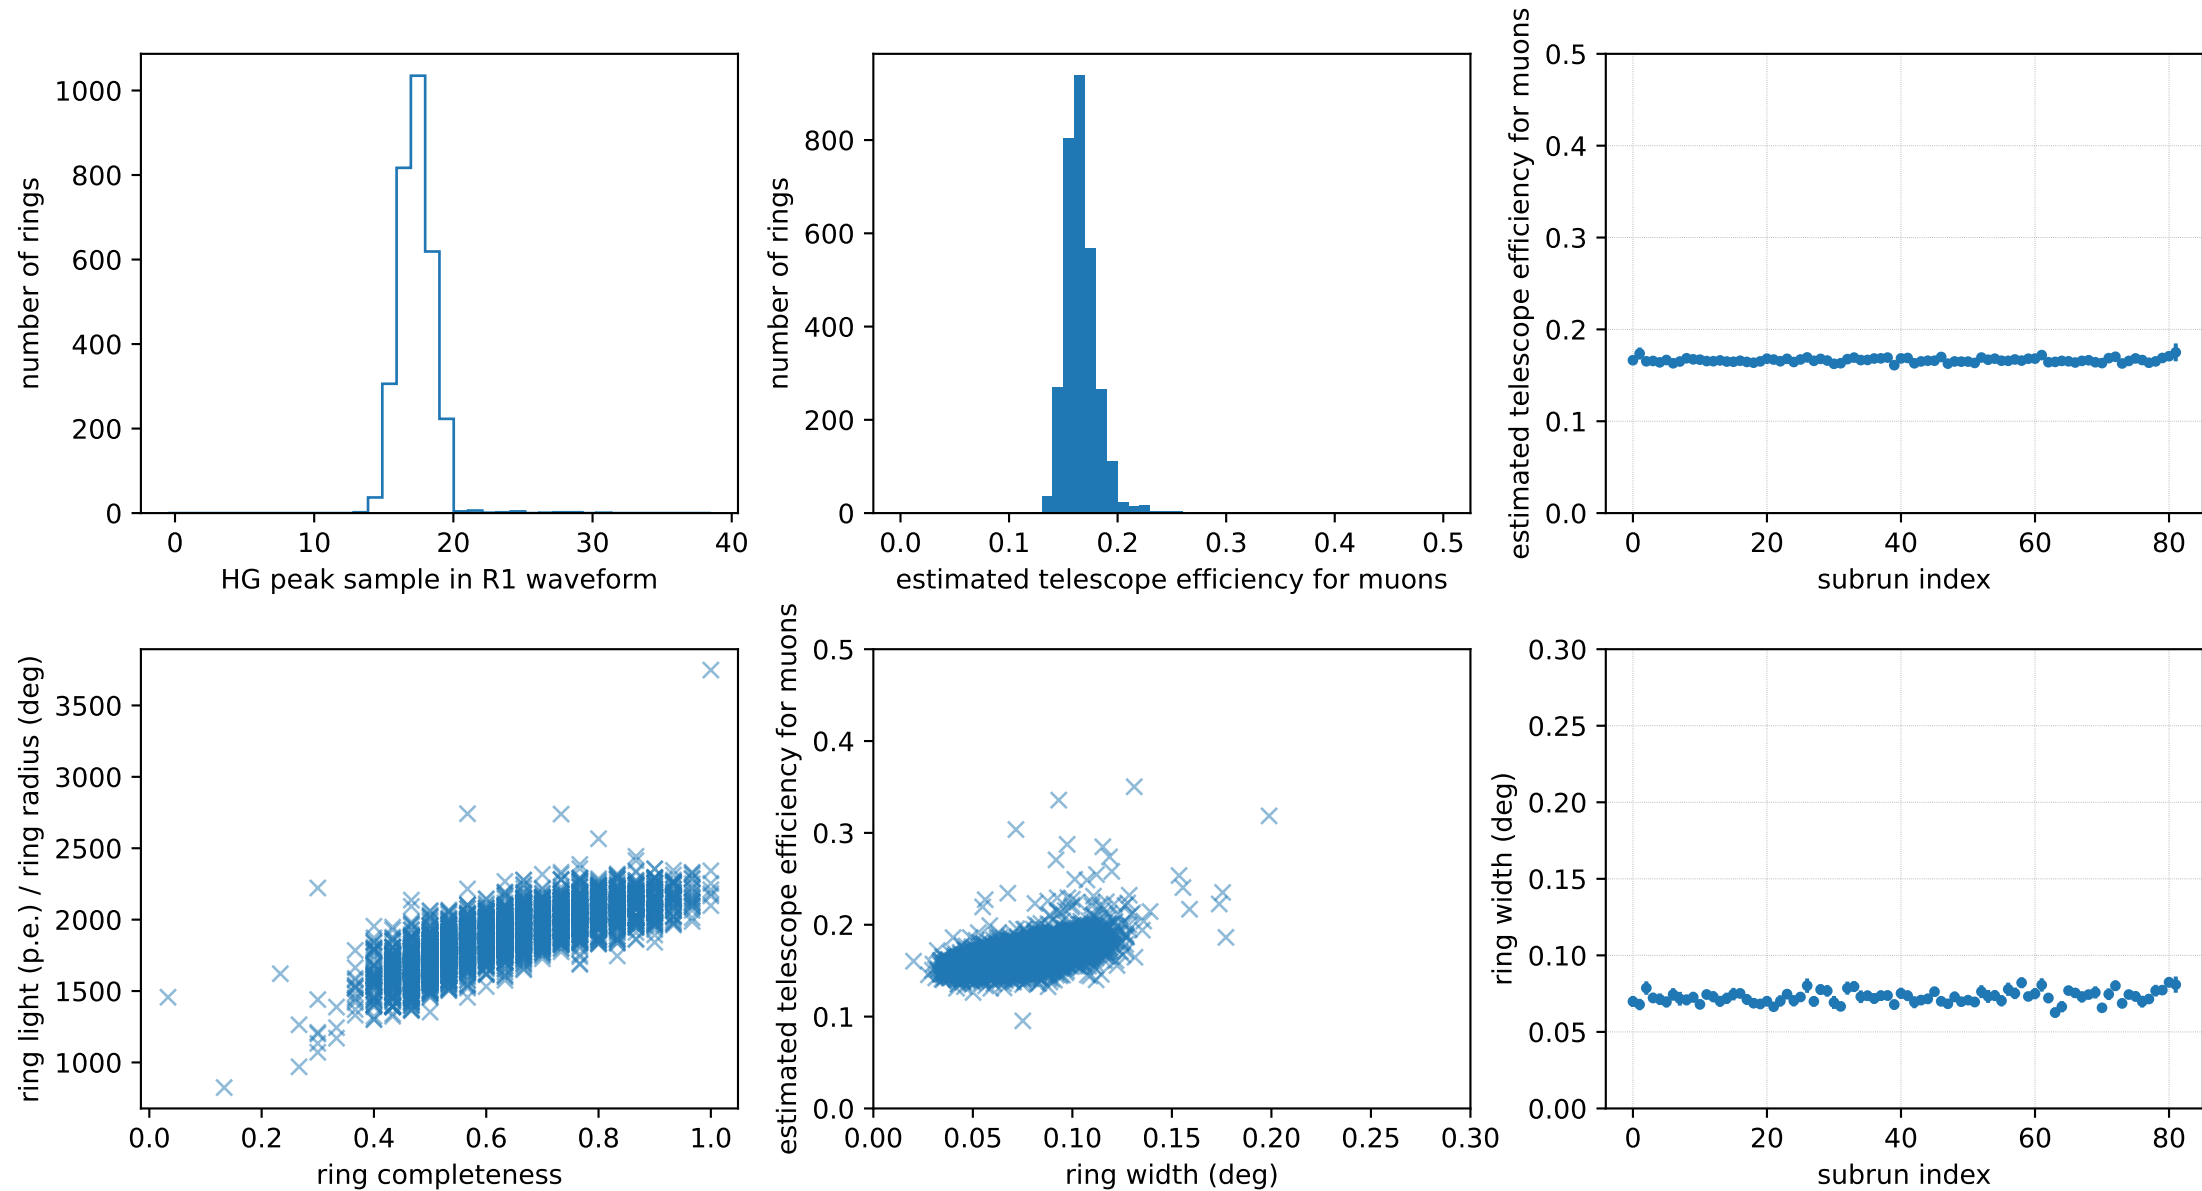 number of rings
1000
800
600
400
200
0
0 10 20 30 40
HG peak sample in R1 waveform
number of rings
800
600
400
200
0
0.0 0.1 0.2 0.3 0.4 0.5
estimated telescope efficiency for muons
estimated telescope efficiency for muons
0.5
0.4
0.3
0.2
0.1
0.0
0 20 40 60 80
subrun index
ring light (p.e.) / ring radius (deg)
3500
3000
2500
2000
1500
1000
0.0 0.2 0.4 0.6 0.8 1.0
ring completeness
estimated telescope efficiency for muons
0.5
0.4
0.3
0.2
0.1
0.0
0.00 0.05 0.10 0.15 0.20 0.25 0.30
ring width (deg)
ring width (deg)
0.30
0.25
0.20
0.15
0.10
0.05
0.00
0 20 40 60 80
subrun index